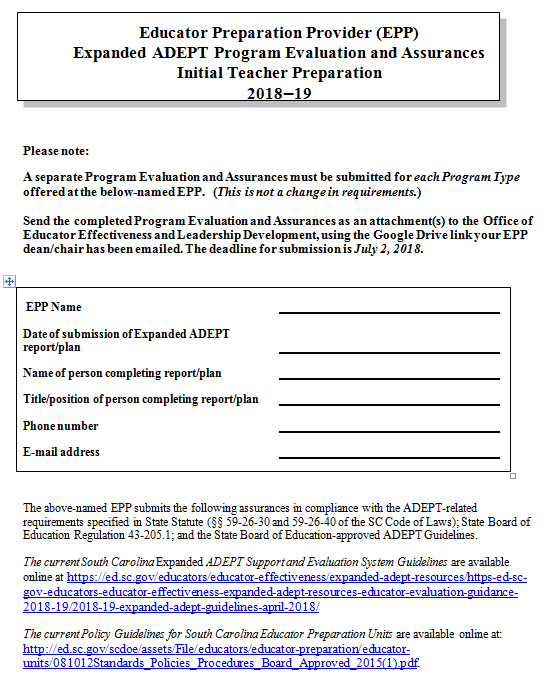 Educator Preparation Provider (EPP)
Expanded ADEPT Program Evaluation and Assurances
Initial Teacher Preparation
2018–19
Please note:
A separate Program Evaluation and Assurances must be submitted for each Program Type
offered at the below-named EPP.   (This is not a change in requirements.)
Send the completed Program Evaluation and Assurances as an attachment(s) to the Office of
Educator Effectiveness and Leadership Development, using the Google Drive link your EPP
dean/chair has been emailed. The deadline for submission is July 2, 2018.
EPP Name
Date of submission of Expanded ADEPT
report/plan
Name of person completing report/plan
Title/position of person completing report/plan
Phone number
E-mail address
The above-named EPP submits the following assurances in compliance with the ADEPT-related
requirements specified in State Statute (§§ 59-26-30 and 59-26-40 of the SC Code of Laws); State Board of
Education Regulation 43-205.1; and the State Board of Education-approved ADEPT Guidelines.
The current South Carolina Expanded ADEPT Support and Evaluation System Guidelines are available
online at https://ed.sc.gov/educators/educator-effectiveness/expanded-adept-resources/https-ed-sc-
gov-educators-educator-effectiveness-expanded-adept-resources-educator-evaluation-guidance-
2018-19/2018-19-expanded-adept-guidelines-april-2018/
The current Policy Guidelines for South Carolina Educator Preparation Units are available online at:
http://ed.sc.gov/scdoe/assets/File/educators/educator-preparation/educator-
units/081012Standards_Policies_Procedures_Board_Approved_2015(1).pdf.